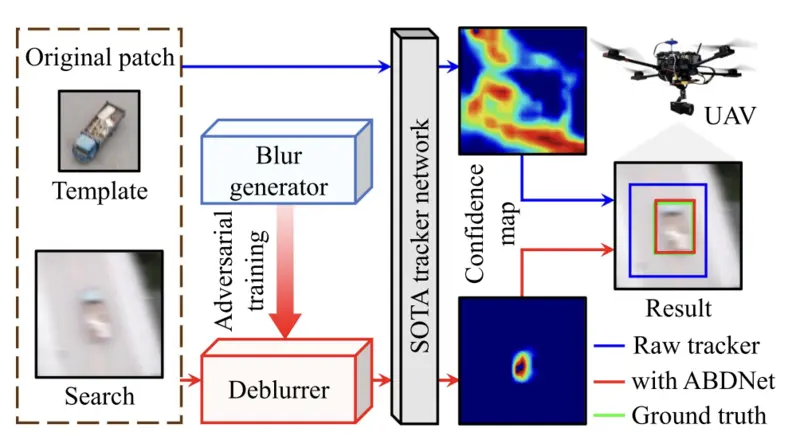 Original patch
Template
Search
Blur
generator
Adversarial
training
Deblurrer
SOTA tracker network
Confidence
map
UAV
Result
Raw tracker
with ABDNet
Ground truth